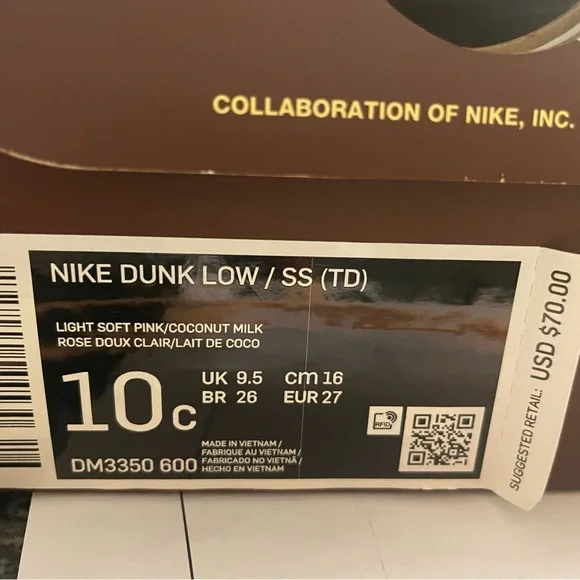 COLLABORATION OF NIKE, INC.
NIKE DUNK LOW / SS (TD)
LIGHT SOFT PINK/COCONUT MILK
ROSE DOUX CLAIR/LAIT DE COCO
10c
UK 9.5 cm 16
BR 26 EUR 27
RFID
MADE IN VIETNAM /
FABRIQUE AU VIETNAM /
FABRICADO NO VIETNÃ /
HECHO EN VIETNAM
DM3350 600
SUGGESTED RETAIL: USD $70.00